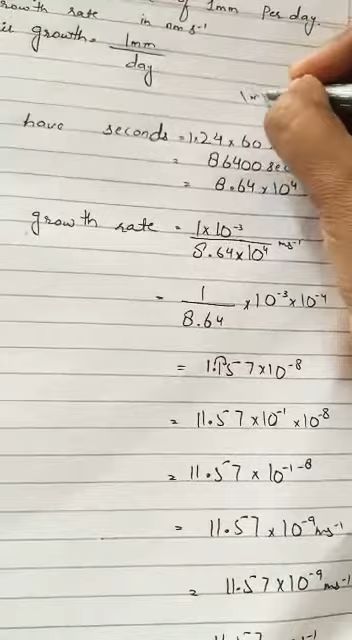 rowth rate in nm s⁻¹ of 1mm Per day.
growth = 1mm / day
have seconds = 1.24 × 60
= 86400 sec
= 8.64 × 10⁴
growth rate = 1 × 10⁻³ / 8.64 × 10⁴ ms⁻¹
= 1 / 8.64 × 10⁻³ × 10⁻⁴
= 1.157 × 10⁻⁸
= 11.57 × 10⁻¹ × 10⁻⁸
= 11.57 × 10⁻¹⁻⁸
= 11.57 × 10⁻⁹ ms⁻¹
= 11.57 × 10⁻⁹ ms⁻¹